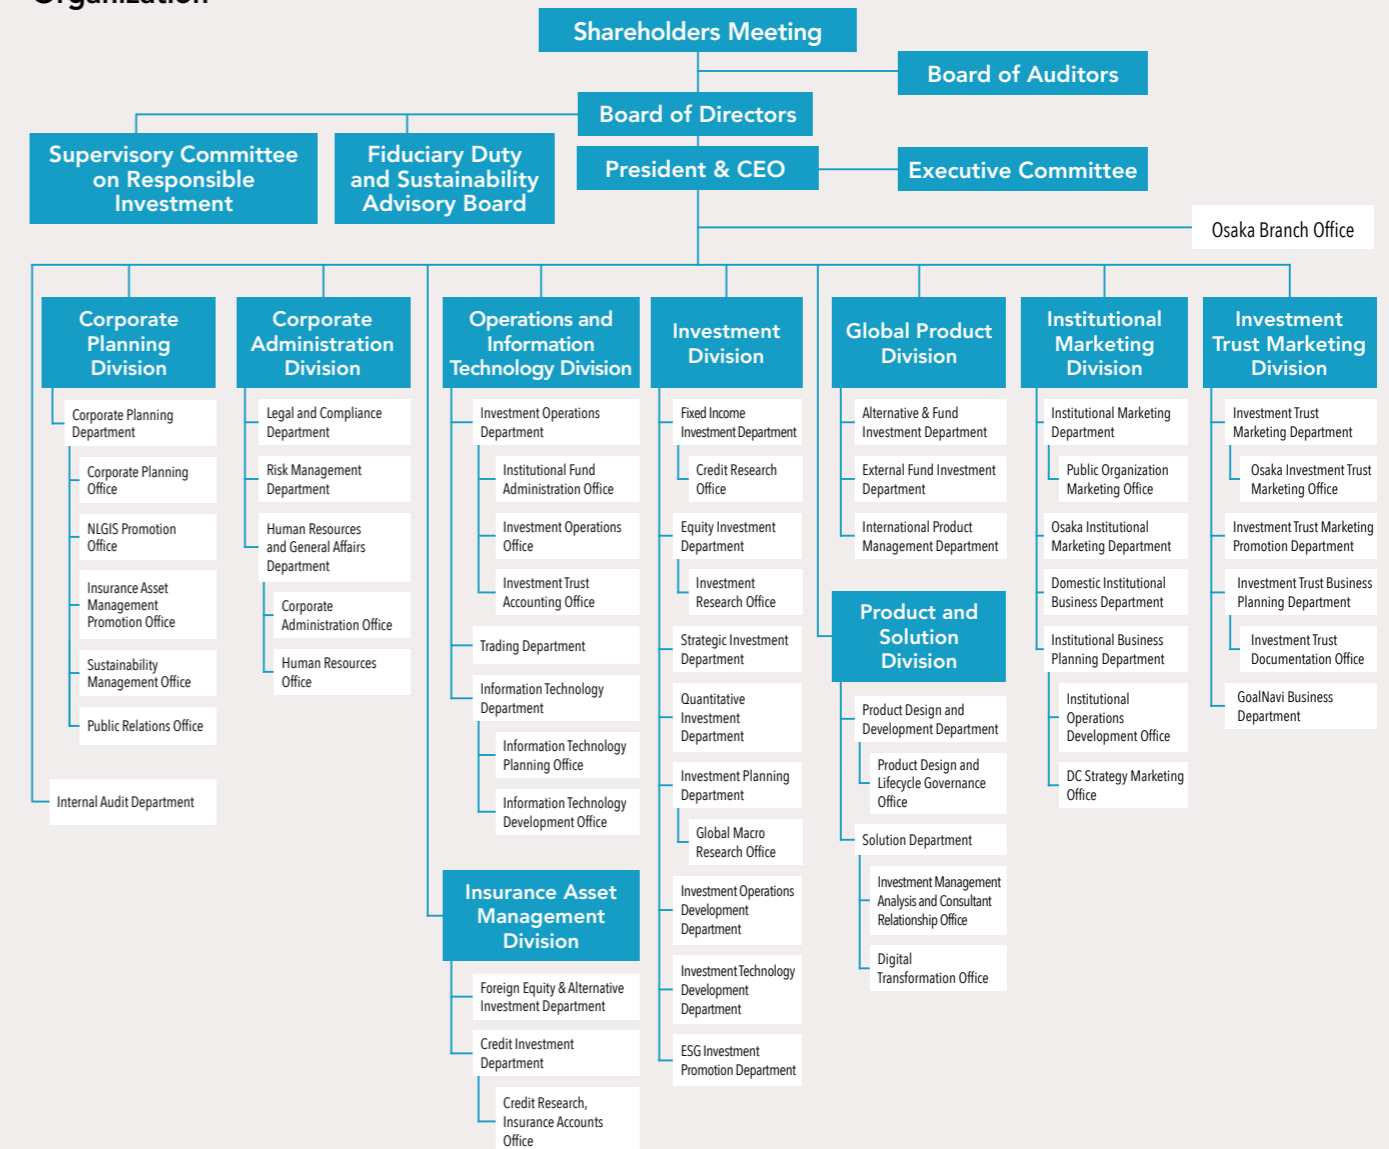 Organization
Shareholders Meeting
Board of Auditors
Board of Directors
Supervisory Committee
on Responsible
Investment
Fiduciary Duty
and Sustainability
Advisory Board
President & CEO
Executive Committee
Osaka Branch Office
Corporate
Planning
Division
Corporate Planning
Department
Corporate Planning
Office
NLGIS Promotion
Office
Insurance Asset
Management
Promotion Office
Sustainability
Management Office
Public Relations Office
Internal Audit Department
Corporate
Administration
Division
Legal and Compliance
Department
Risk Management
Department
Human Resources
and General Affairs
Department
Corporate
Administration Office
Human Resources
Office
Operations and
Information
Technology Division
Investment Operations
Department
Institutional Fund
Administration Office
Investment Operations
Office
Investment Trust
Accounting Office
Trading Department
Information Technology
Department
Information Technology
Planning Office
Information Technology
Development Office
Insurance Asset
Management
Division
Foreign Equity & Alternative
Investment Department
Credit Investment
Department
Credit Research,
Insurance Accounts
Office
Investment
Division
Fixed Income
Investment Department
Credit Research
Office
Equity Investment
Department
Investment
Research Office
Strategic Investment
Department
Quantitative
Investment
Department
Investment Planning
Department
Global Macro
Research Office
Investment Operations
Development
Department
Investment Technology
Development
Department
ESG Investment
Promotion Department
Global Product
Division
Alternative & Fund
Investment Department
External Fund Investment
Department
International Product
Management Department
Product and
Solution
Division
Product Design and
Development Department
Product Design and
Lifecycle Governance
Office
Solution Department
Investment Management
Analysis and Consultant
Relationship Office
Digital
Transformation Office
Institutional
Marketing
Division
Institutional Marketing
Department
Public Organization
Marketing Office
Osaka Institutional
Marketing Department
Domestic Institutional
Business Department
Institutional Business
Planning Department
Institutional
Operations
Development Office
DC Strategy Marketing
Office
Investment
Trust Marketing
Division
Investment Trust
Marketing Department
Osaka Investment Trust
Marketing Office
Investment Trust Marketing
Promotion Department
Investment Trust Business
Planning Department
Investment Trust
Documentation Office
GoalNavi Business
Department